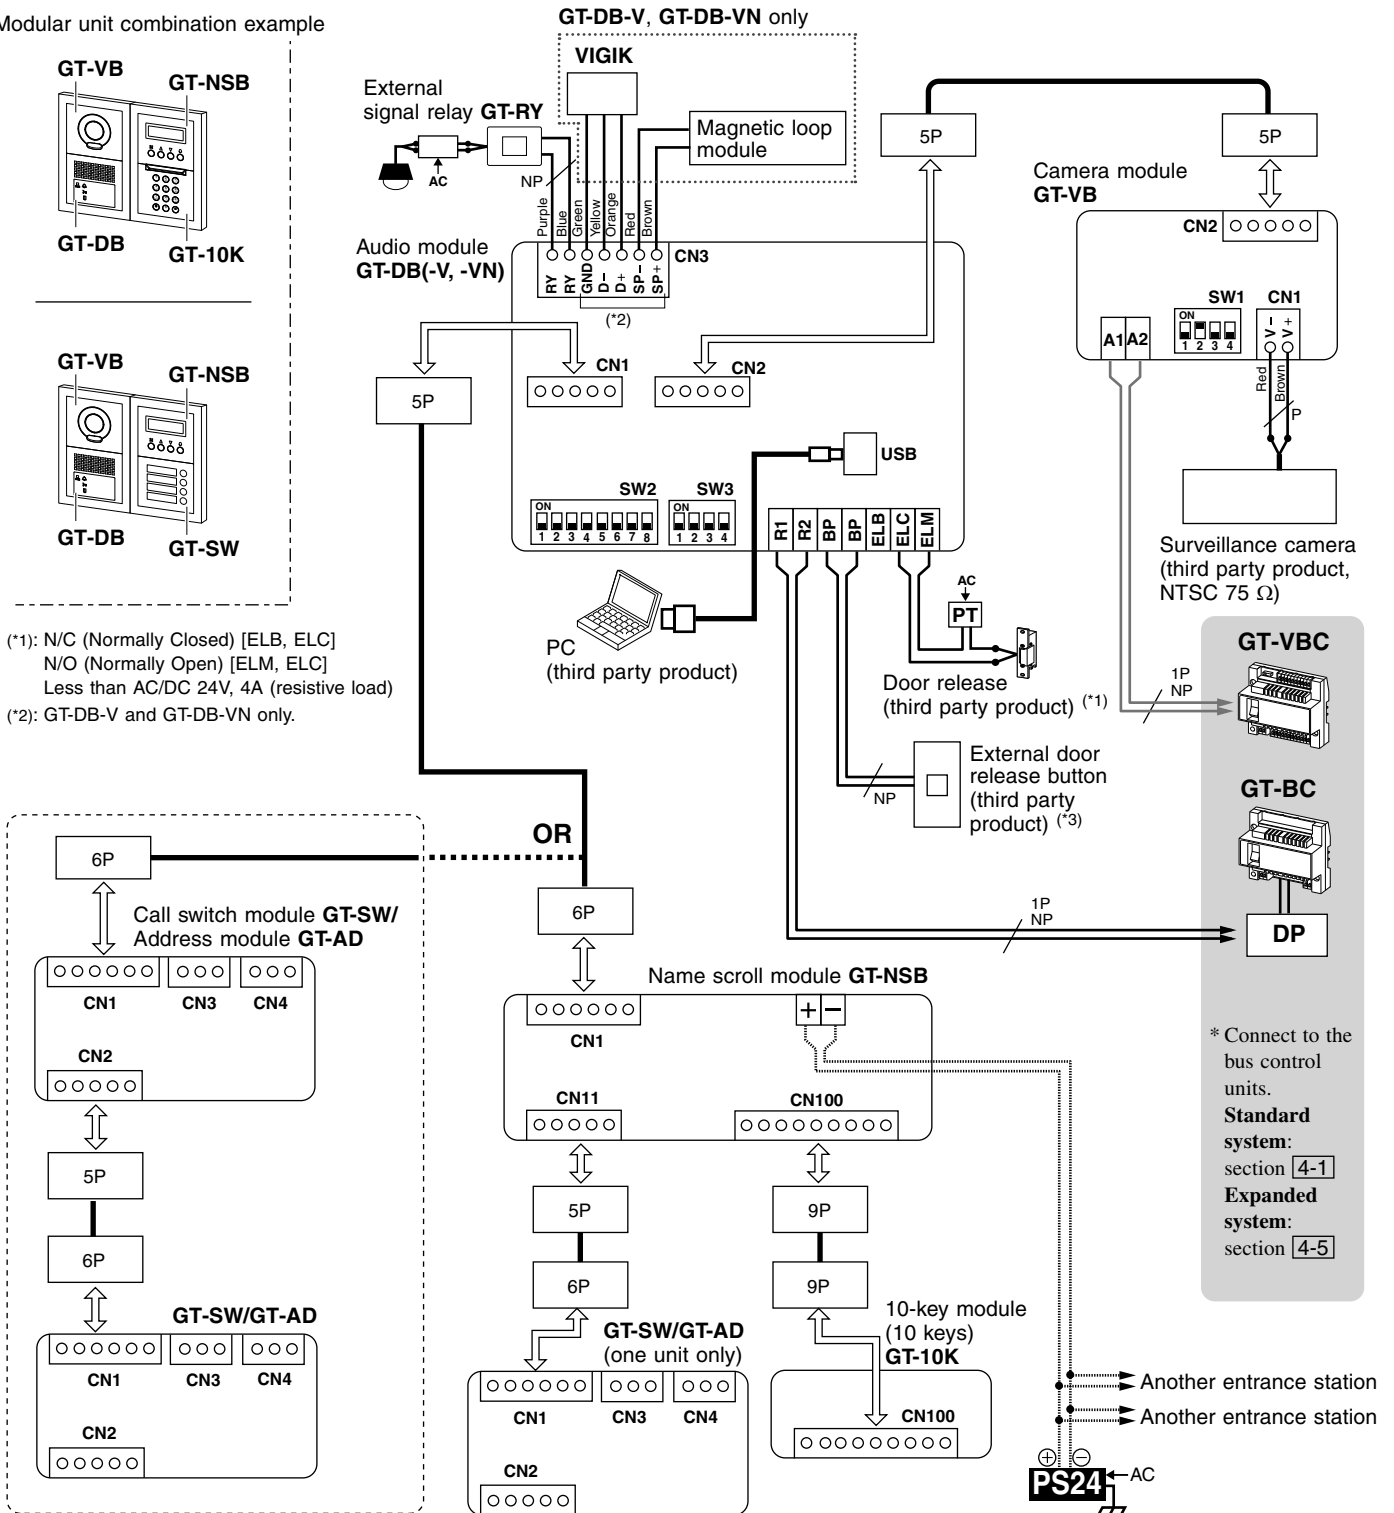 Modular unit combination example
GT-VB
GT-NSB
GT-DB
GT-10K
GT-VB
GT-NSB
GT-DB
GT-SW
(*1): N/C (Normally Closed) [ELB, ELC]
N/O (Normally Open) [ELM, ELC]
Less than AC/DC 24V, 4A (resistive load)
(*2): GT-DB-V and GT-DB-VN only.
GT-DB-V, GT-DB-VN only
VIGIK
External
signal relay GT-RY
AC
NP
Magnetic loop
module
Purple
Blue
Green
Yellow
Orange
Red
Brown
Audio module
GT-DB(-V, -VN)
RY
RY
GND
D−
D+
SP−
SP+
CN3
(*2)
CN1
CN2
5P
5P
5P
Camera module
GT-VB
CN2
SW1
CN1
ON
1 2 3 4
V−
V+
A1 A2
Red
Brown
P
Surveillance camera
(third party product,
NTSC 75 Ω)
USB
SW2
ON
1 2 3 4 5 6 7 8
SW3
ON
1 2 3 4
R1
R2
BP
BP
ELB
ELC
ELM
PC
(third party product)
AC
PT
Door release
(third party product) (*1)
NP
External door
release button
(third party
product) (*3)
1P
NP
GT-VBC
GT-BC
1P
NP
DP
* Connect to the
bus control
units.
Standard
system:
section 4-1
Expanded
system:
section 4-5
OR
6P
Call switch module GT-SW/
Address module GT-AD
CN1
CN3
CN4
CN2
5P
6P
GT-SW/GT-AD
CN1
CN3
CN4
CN2
6P
Name scroll module GT-NSB
+ −
CN1
CN11
CN100
5P
9P
6P
9P
GT-SW/GT-AD
(one unit only)
CN1
CN3
CN4
CN2
10-key module
(10 keys)
GT-10K
CN100
Another entrance station
Another entrance station
+ −
PS24
AC